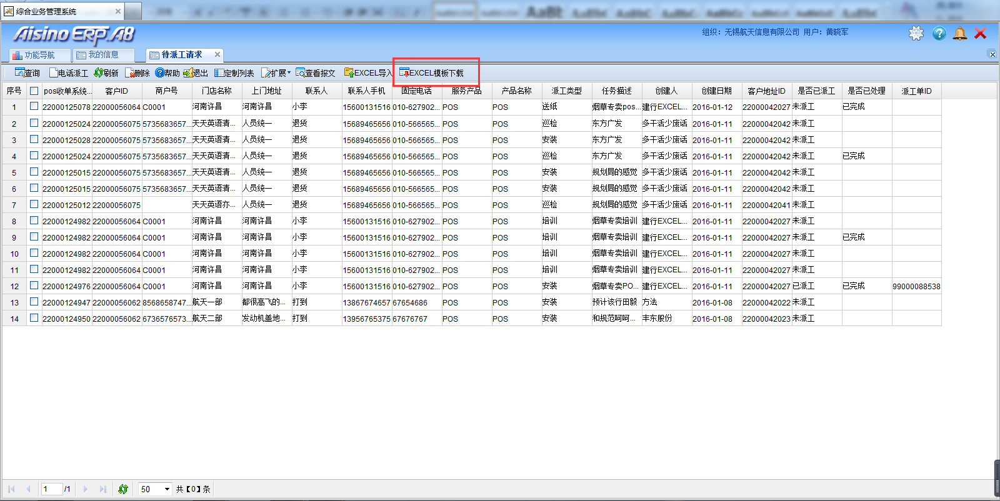 综合业务管理系统
Aisino ERP.A8
组织：无锡航天信息有限公司 用户：黄晓军
功能导航 我的信息 待派工请求
查询 电话派工 刷新 删除 帮助 退出 定制列表 扩展 查看报文 EXCEL导入 EXCEL模板下载
序号 pos收单系统... 客户ID 商户号 门店名称 上门地址 联系人 联系人手机 固定电话 服务产品 产品名称 派工类型 任务描述 创建人 创建日期 客户地址ID 是否已派工 是否已处理 派工单ID
1 22000125078 22000056064 C0001 河南许昌 河南许昌 小李 15600131516 010-627902... POS POS 送纸 烟草专卖pos... 建行EXCEL... 2016-01-12 22000042027 未派工 已完成
2 22000125024 22000056075 5735683657... 天天英语清... 人员统一 退货 15689465656 010-566565... POS POS 巡检 东方广发 多干活少废话 2016-01-11 22000042042 未派工
3 22000125028 22000056075 5735683657... 天天英语清... 人员统一 退货 15689465656 010-566565... POS POS 安装 东方广发 多干活少废话 2016-01-11 22000042042 未派工
4 22000125024 22000056075 5735683657... 天天英语清... 人员统一 退货 15689465656 010-566565... POS POS 巡检 东方广发 多干活少废话 2016-01-11 22000042042 未派工 已完成
5 22000125015 22000056075 5735683657... 天天英语清... 人员统一 退货 15689465656 010-566565... POS POS 安装 规划局的感觉 多干活少废话 2016-01-11 22000042042 未派工
6 22000125015 22000056075 5735683657... 天天英语清... 人员统一 退货 15689465656 010-566565... POS POS 安装 规划局的感觉 多干活少废话 2016-01-11 22000042042 未派工
7 22000125012 22000056075 天天英语亦... 人员统一 退货 15689465656 010-566565... POS POS 巡检 规划局的感觉 多干活少废话 2016-01-11 22000042041 未派工
8 22000124982 22000056064 C0001 河南许昌 河南许昌 小李 15600131516 010-627902... POS POS 培训 烟草专卖培训 建行EXCEL... 2016-01-11 22000042027 未派工
9 22000124982 22000056064 C0001 河南许昌 河南许昌 小李 15600131516 010-627902... POS POS 培训 烟草专卖培训 建行EXCEL... 2016-01-11 22000042027 未派工 已完成
10 22000124982 22000056064 C0001 河南许昌 河南许昌 小李 15600131516 010-627902... POS POS 培训 烟草专卖培训 建行EXCEL... 2016-01-11 22000042027 未派工
11 22000124982 22000056064 C0001 河南许昌 河南许昌 小李 15600131516 010-627902... POS POS 培训 烟草专卖培训 建行EXCEL... 2016-01-11 22000042027 未派工
12 22000124976 22000056064 C0001 河南许昌 河南许昌 小李 15600131516 010-627902... POS POS 安装 烟草专卖PO... 建行EXCEL... 2016-01-11 22000042027 已派工 已完成 99000088538
13 22000124947 22000056062 8568658747... 航天一部 都很高飞的... 打到 13867674657 67654686 POS POS 安装 预计该行田毅 方法 2016-01-08 22000042022 未派工
14 22000124950 22000056062 6736576573... 航天二部 发动机盖地... 打到 13956765375 67676767 POS POS 安装 和规范呵呵... 丰东股份 2016-01-08 22000042023 未派工
1 /1 50 共【0】条